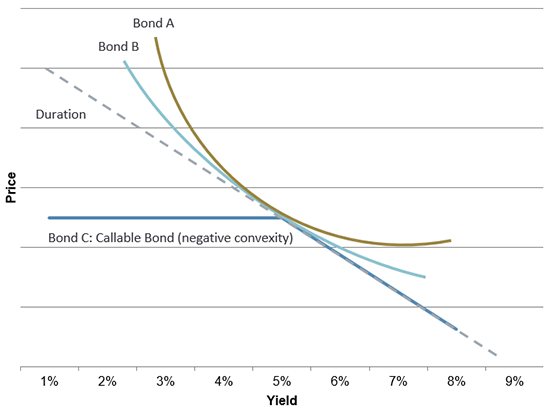 Bond A
Bond B
Duration
Price
Bond C: Callable Bond (negative convexity)
1% 2% 3% 4% 5% 6% 7% 8% 9%
Yield